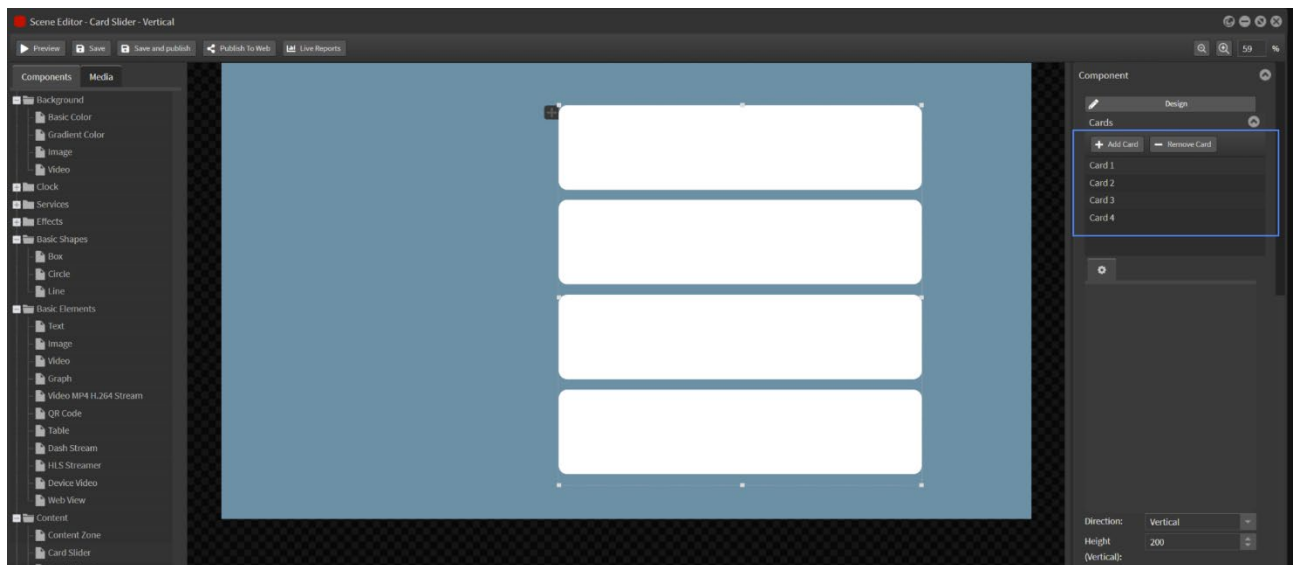 Scene Editor - Card Slider - Vertical
Preview Save Save and publish Publish To Web Live Reports 59 %
Components Media
Background
Basic Color
Gradient Color
Image
Video
Clock
Services
Effects
Basic Shapes
Box
Circle
Line
Basic Elements
Text
Image
Video
Graph
Video MP4 H.264 Stream
QR Code
Table
Dash Stream
HLS Streamer
Device Video
Web View
Content
Content Zone
Card Slider
Component
Design
Cards
Add Card Remove Card
Card 1
Card 2
Card 3
Card 4
Direction: Vertical
Height 200
(Vertical):